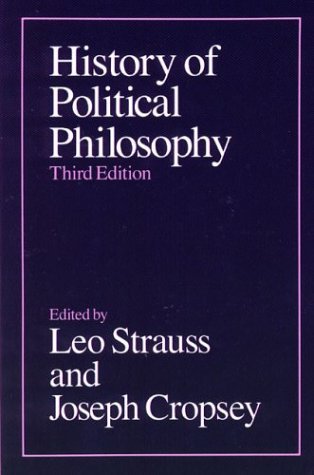 History of
Political
Philosophy
Third Edition
Edited by
Leo Strauss
and
Joseph Cropsey